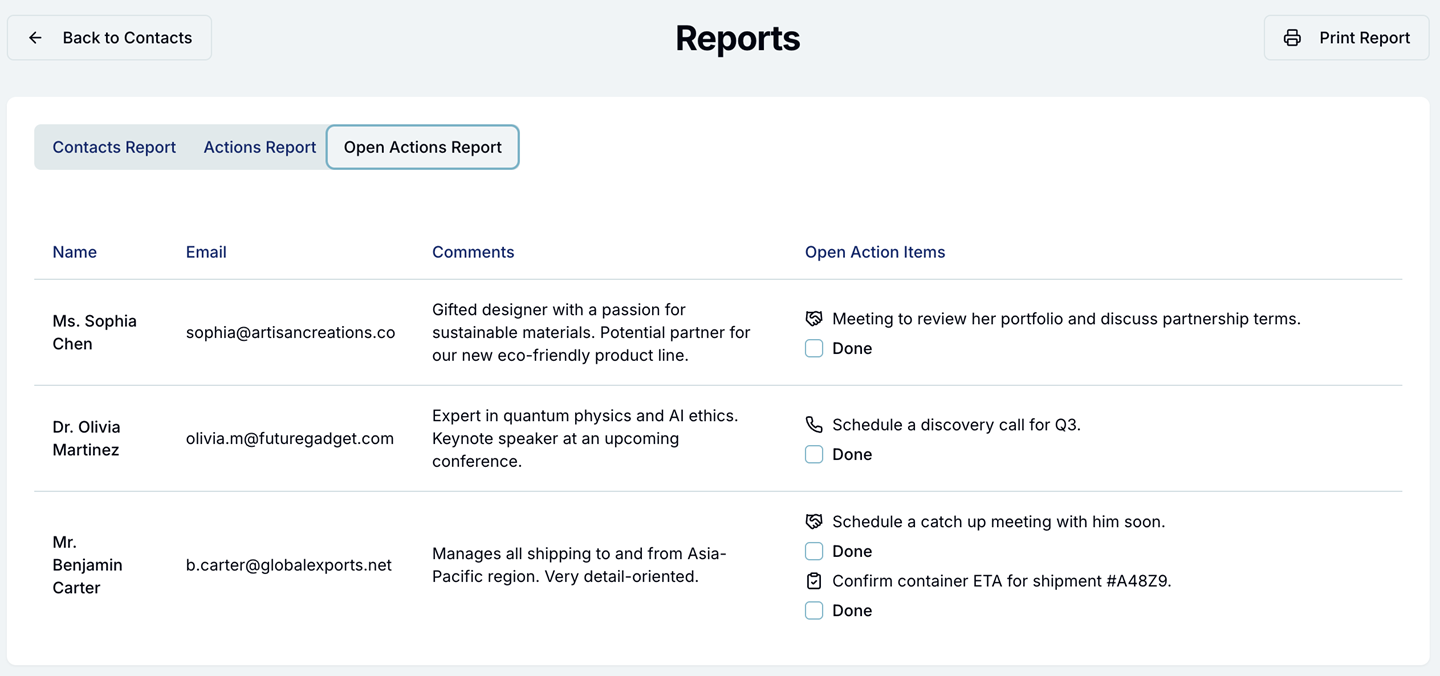 Back to Contacts
Reports
Print Report
Contacts Report
Actions Report
Open Actions Report
Name
Email
Comments
Open Action Items
Ms. Sophia
Chen
sophia@artisancreations.co
Gifted designer with a passion for
sustainable materials. Potential partner for
our new eco-friendly product line.
Meeting to review her portfolio and discuss partnership terms.
Done
Dr. Olivia
Martinez
olivia.m@futuregadget.com
Expert in quantum physics and AI ethics.
Keynote speaker at an upcoming
conference.
Schedule a discovery call for Q3.
Done
Mr.
Benjamin
Carter
b.carter@globalexports.net
Manages all shipping to and from Asia-
Pacific region. Very detail-oriented.
Schedule a catch up meeting with him soon.
Done
Confirm container ETA for shipment #A48Z9.
Done